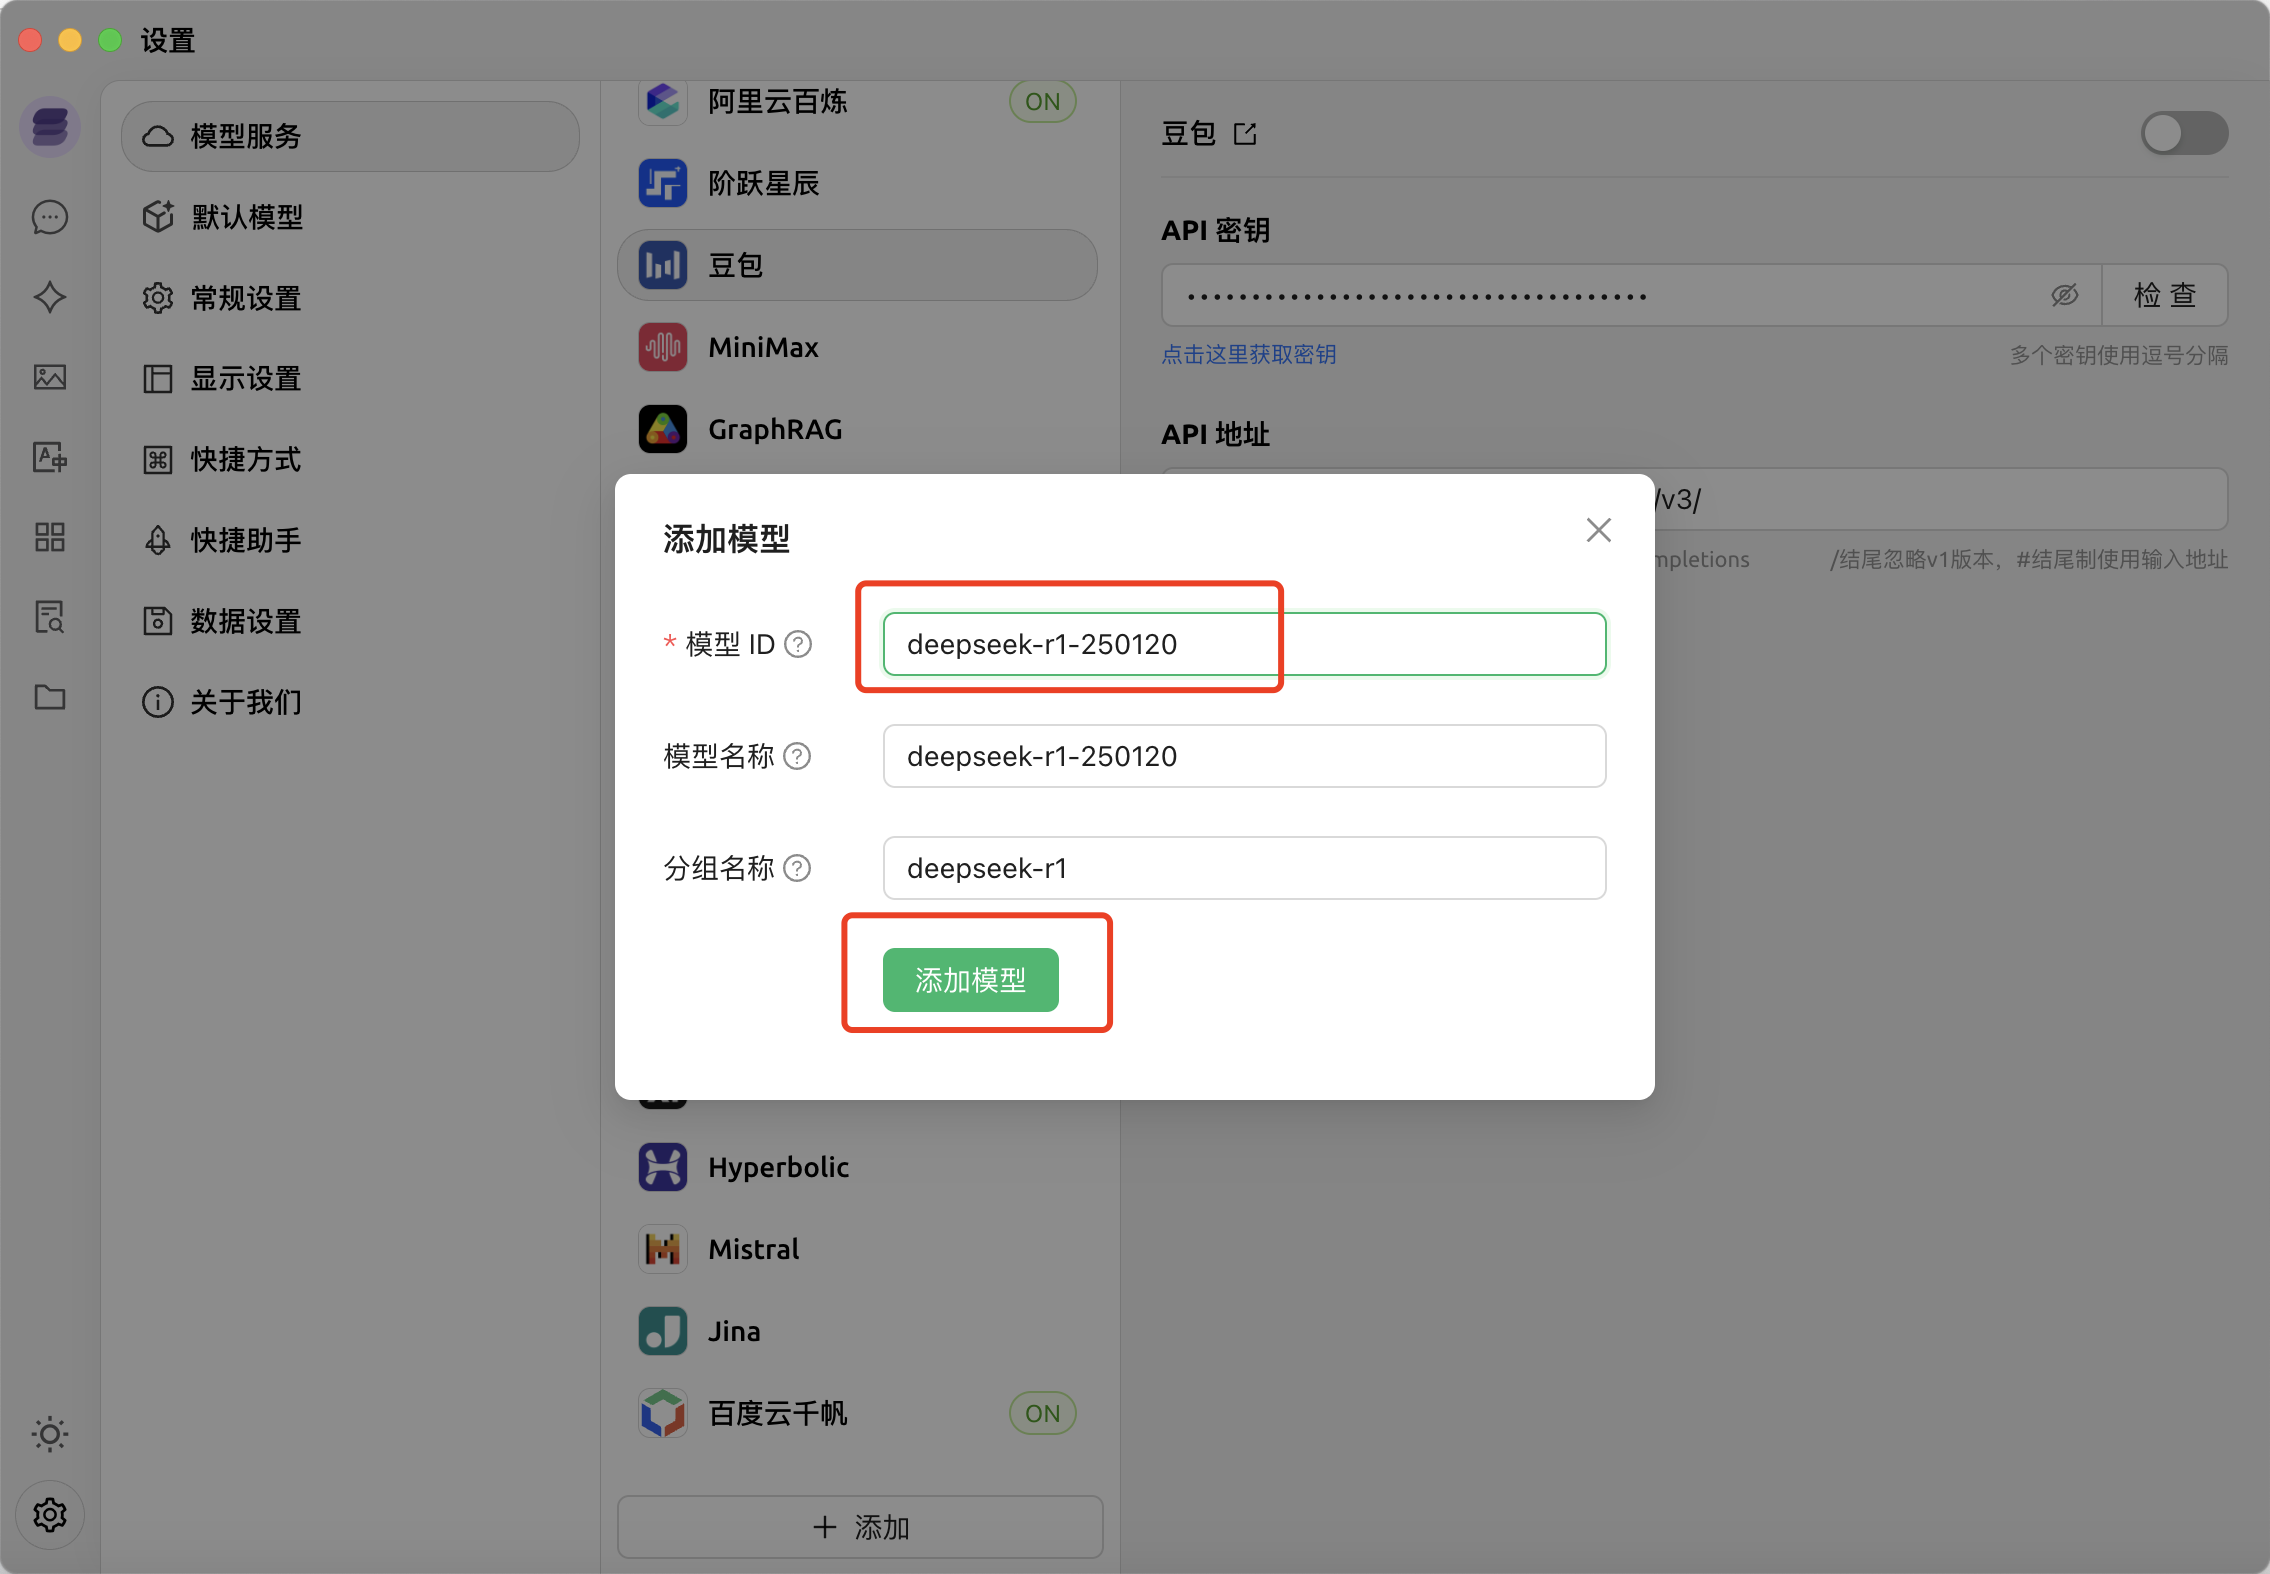 设置
模型服务
默认模型
常规设置
显示设置
快捷方式
快捷助手
数据设置
关于我们
阿里云百炼 ON
阶跃星辰
豆包
MiniMax
GraphRAG
Hyperbolic
Mistral
Jina
百度云千帆 ON
+ 添加
豆包
API 密钥
检 查
点击这里获取密钥 多个密钥使用逗号分隔
API 地址
/v3/
mpletions /结尾忽略v1版本，#结尾制使用输入地址
添加模型
* 模型 ID deepseek-r1-250120
模型名称 deepseek-r1-250120
分组名称 deepseek-r1
添加模型